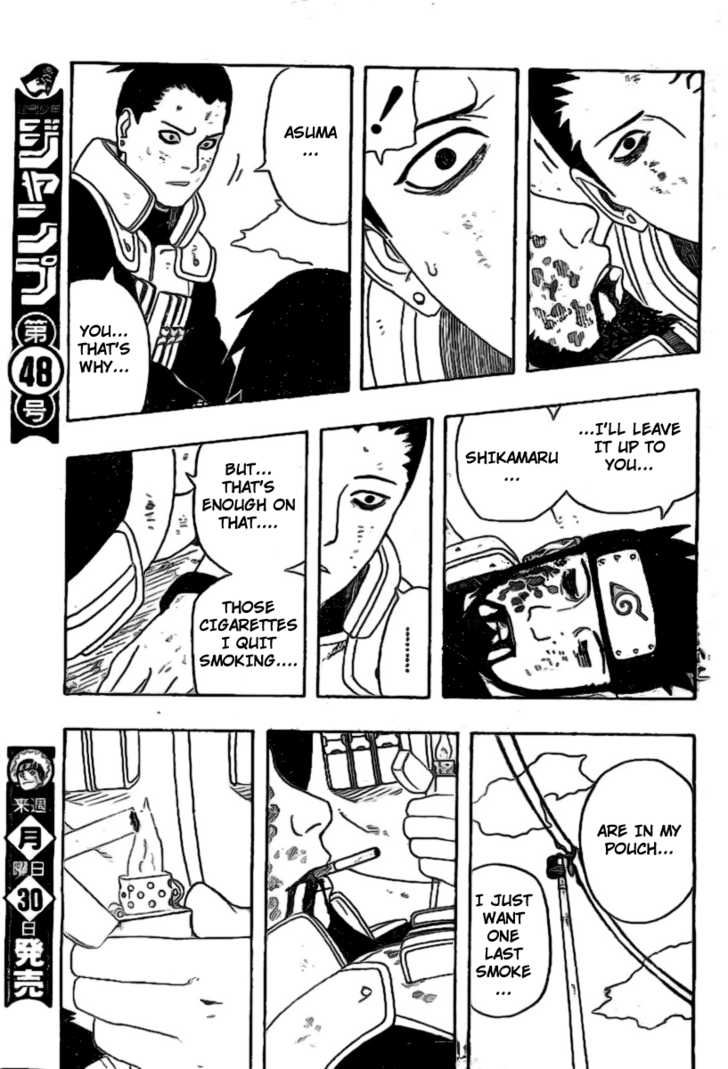 !
ASUMA
...
YOU...
THAT'S
WHY...
...I'LL LEAVE
IT UP TO
YOU...
SHIKAMARU
...
..........
BUT...
THAT'S
ENOUGH ON
THAT....
THOSE
CIGARETTES
I QUIT
SMOKING....
ARE IN MY
POUCH...
I JUST
WANT
ONE
LAST
SMOKE
...
ジャンプ
第
48
号
来週
月
曜日
30
日
発売